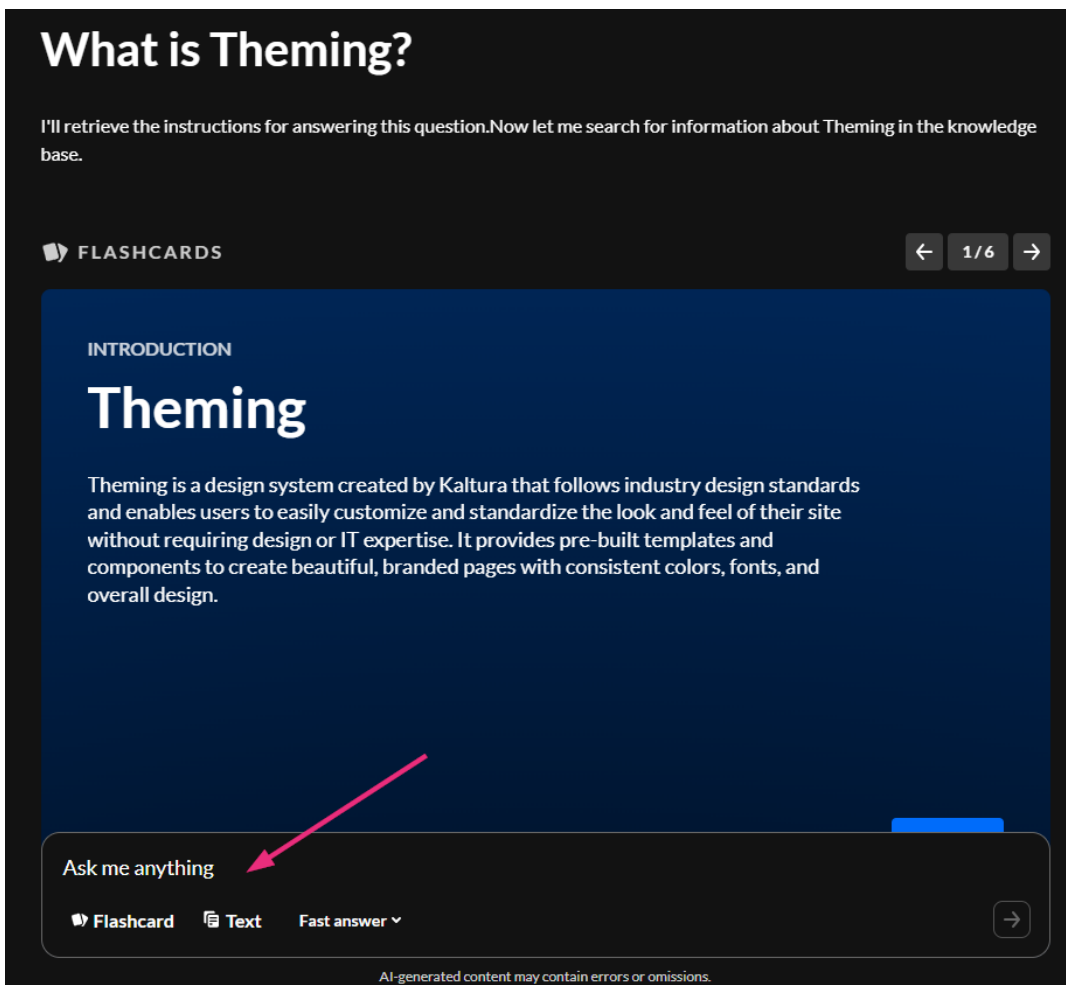 What is Theming?
I'll retrieve the instructions for answering this question.Now let me search for information about Theming in the knowledge
base.
FLASHCARDS
1/6
INTRODUCTION
Theming
Theming is a design system created by Kaltura that follows industry design standards
and enables users to easily customize and standardize the look and feel of their site
without requiring design or IT expertise. It provides pre-built templates and
components to create beautiful, branded pages with consistent colors, fonts, and
overall design.
Ask me anything
Flashcard Text Fast answer
AI-generated content may contain errors or omissions.